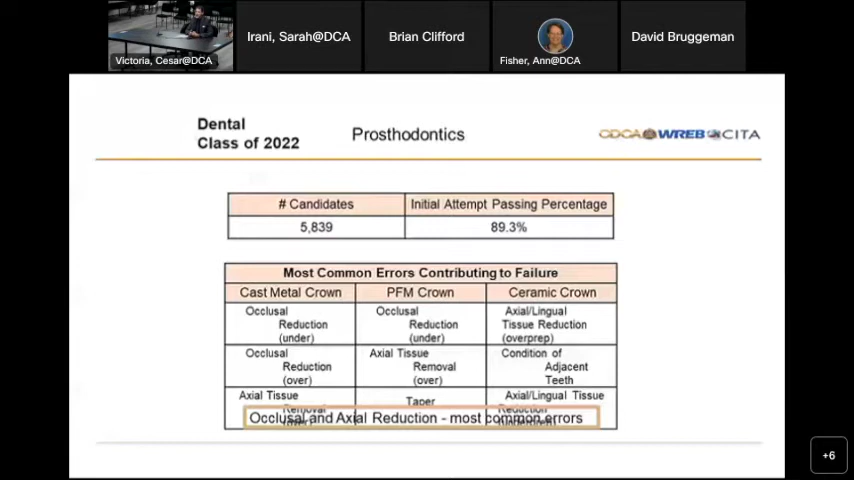 Irani, Sarah@DCA
Brian Clifford
David Bruggeman
Victoria, Cesar@DCA
Fisher, Ann@DCA
Dental
Class of 2022
Prosthodontics
CDCA WREB CITA
# Candidates
Initial Attempt Passing Percentage
5,839
89.3%
Most Common Errors Contributing to Failure
Cast Metal Crown
PFM Crown
Ceramic Crown
Occlusal
Reduction
(under)
Occlusal
Reduction
(under)
Axial/Lingual
Tissue Reduction
(overprep)
Occlusal
Reduction
(over)
Axial Tissue
Removal
(over)
Condition of
Adjacent
Teeth
Axial Tissue
Removal
(over)
Taper
Axial/Lingual Tissue
Reduction
Occlusal and Axial Reduction - most common errors
+6